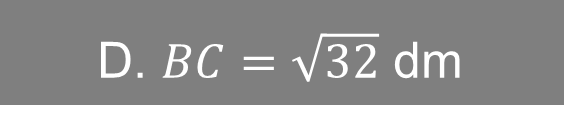 D. BC = √32 dm